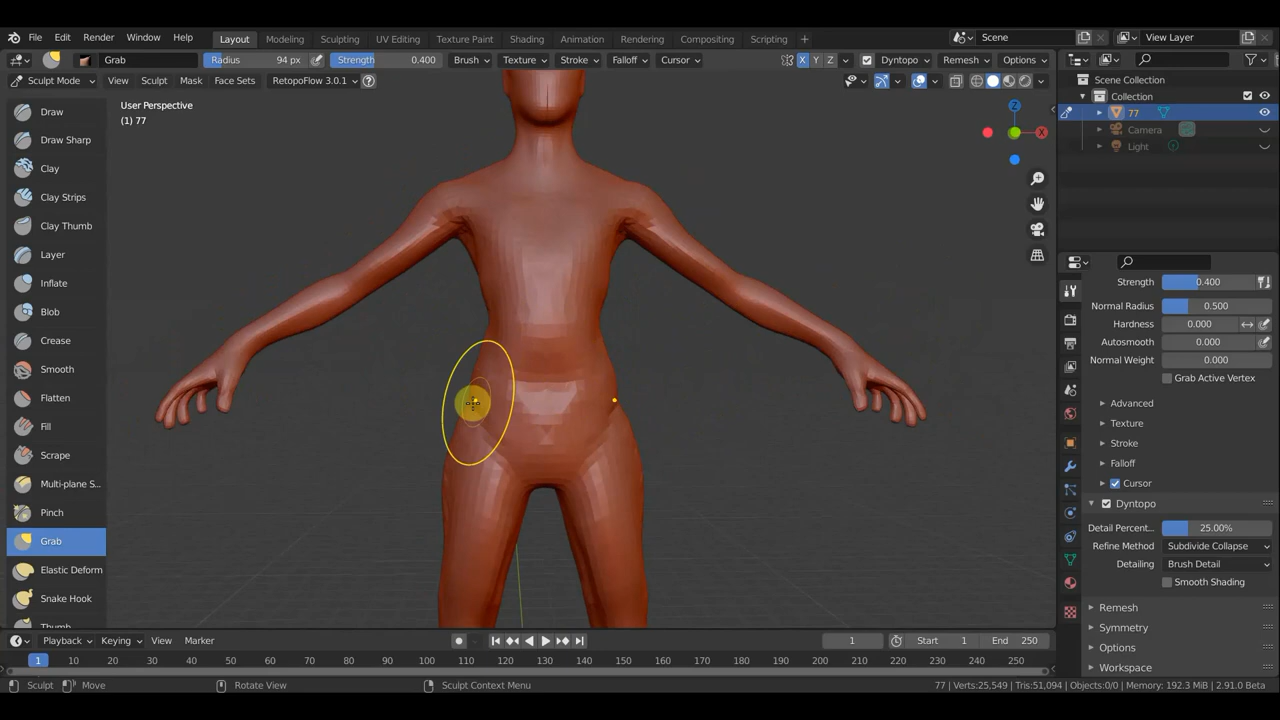 File Edit Render Window Help Layout Modeling Sculpting UV Editing Texture Paint Shading Animation Rendering Compositing Scripting + Scene View Layer
Grab Radius 94 px Strength 0.400 Brush Texture Stroke Falloff Cursor X Y Z Dyntopo Remesh Options
Sculpt Mode View Sculpt Mask Face Sets RetopoFlow 3.0.1 ?
Scene Collection
Collection
77
Camera
Light
User Perspective
(1) 77
Z
X
Draw
Draw Sharp
Clay
Clay Strips
Clay Thumb
Layer
Inflate
Blob
Crease
Smooth
Flatten
Fill
Scrape
Multi-plane S...
Pinch
Grab
Elastic Deform
Snake Hook
Thumb
Strength 0.400
Normal Radius 0.500
Hardness 0.000
Autosmooth 0.000
Normal Weight 0.000
Grab Active Vertex
Advanced
Texture
Stroke
Falloff
Cursor
Dyntopo
Detail Percent... 25.00%
Refine Method Subdivide Collapse
Detailing Brush Detail
Smooth Shading
Remesh
Symmetry
Options
Workspace
Playback Keying View Marker 1 Start 1 End 250
1 10 20 30 40 50 60 70 80 90 100 110 120 130 140 150 160 170 180 190 200 210 220 230 240 250
Sculpt Move Rotate View Sculpt Context Menu 77 | Verts:25,549 | Tris:51,094 | Objects:0/0 | Memory: 192.3 MiB | 2.91.0 Beta